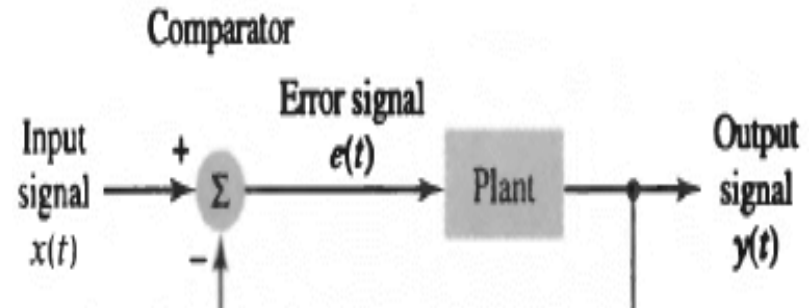 Comparator
Error signal
e(t)
Input
signal
x(t)
+
Σ
−
Plant
Output
signal
y(t)